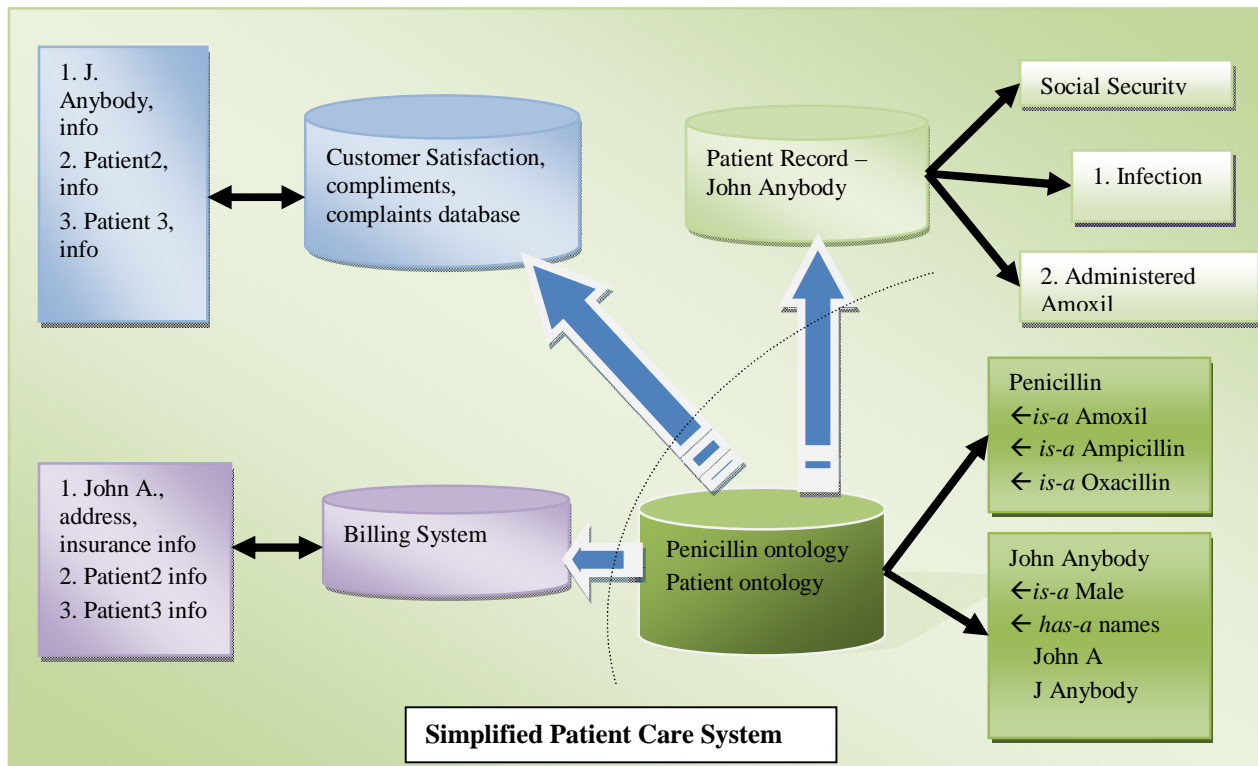 1. J.
Anybody,
info
2. Patient2,
info
3. Patient 3,
info
Customer Satisfaction,
compliments,
complaints database
Patient Record –
John Anybody
Social Security
1. Infection
2. Administered
Amoxil
Penicillin
←is-a Amoxil
← is-a Ampicillin
← is-a Oxacillin
1. John A.,
address,
insurance info
2. Patient2 info
3. Patient3 info
Billing System
Penicillin ontology
Patient ontology
John Anybody
←is-a Male
← has-a names
John A
J Anybody
Simplified Patient Care System